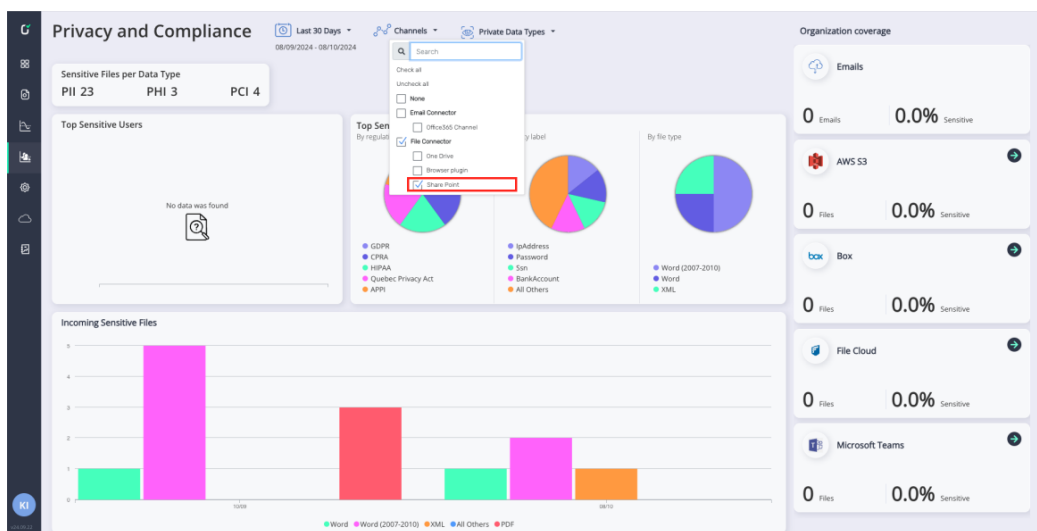 Privacy and Compliance
Last 30 Days
08/09/2024 - 08/10/2024
Channels
Private Data Types
Search
Check all
Uncheck all
None
Email Connector
Office365 Channel
File Connector
One Drive
Browser plugin
Share Point
Sensitive Files per Data Type
PII 23 PHI 3 PCI 4
Top Sensitive Users
No data was found
Top Sen
By regulat
y label
By file type
GDPR
CPRA
HIPAA
Quebec Privacy Act
APPI
IpAddress
Password
Ssn
BankAccount
All Others
Word (2007-2010)
Word
XML
Incoming Sensitive Files
5
4
3
2
1
0
10/09
08/10
Word Word (2007-2010) XML All Others PDF
Organization coverage
Emails
0 Emails 0.0% Sensitive
AWS S3
0 Files 0.0% Sensitive
box Box
0 Files 0.0% Sensitive
File Cloud
0 Files 0.0% Sensitive
Microsoft Teams
0 Files 0.0% Sensitive
KI